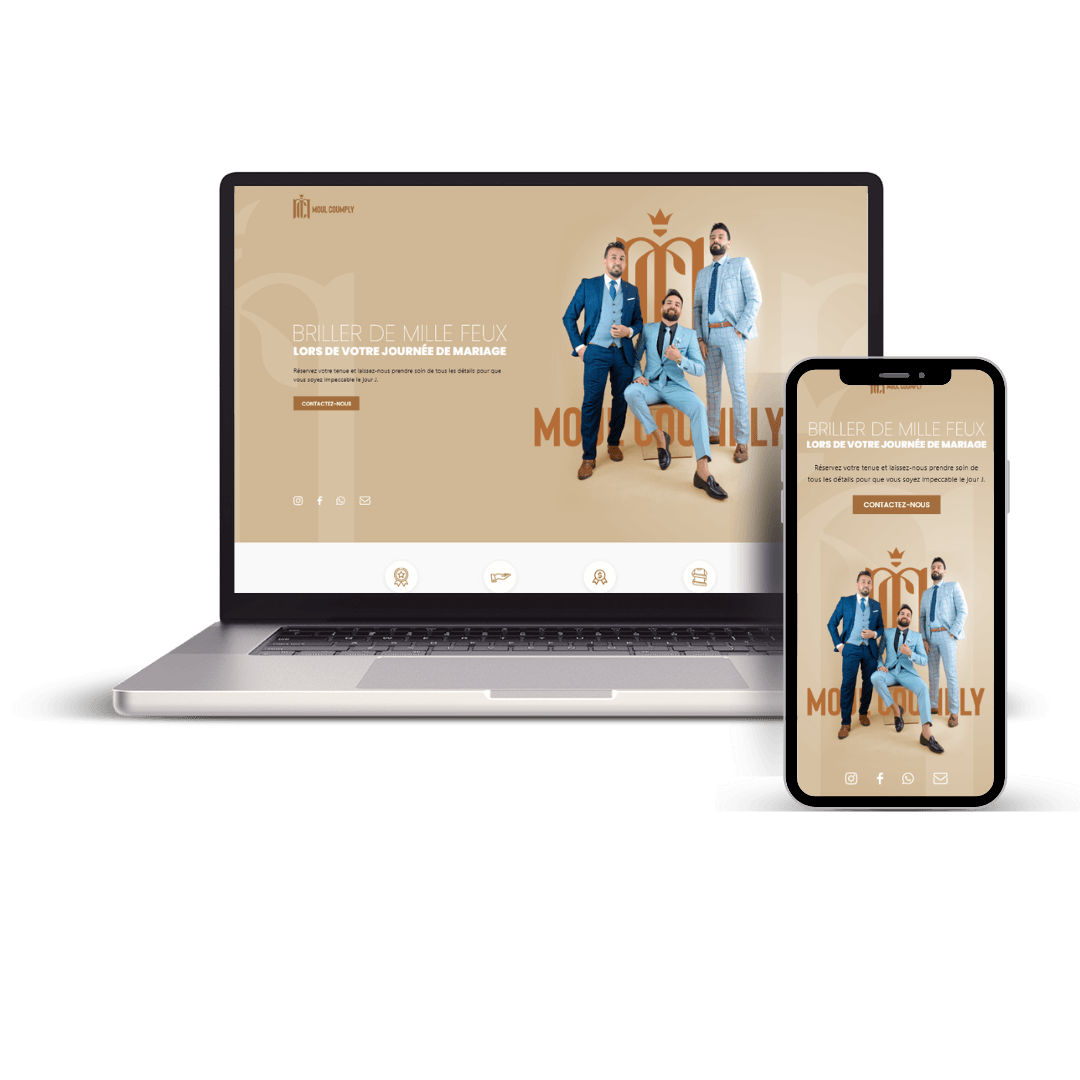 MOUL COUMPLY
BRILLER DE MILLE FEUX
LORS DE VOTRE JOURNÉE DE MARIAGE
Réservez votre tenue et laissez-nous prendre soin de tous les détails pour que
vous soyez impeccable le jour J.
CONTACTEZ-NOUS
MOUL COUMPLY
MOUL COUMPLY
BRILLER DE MILLE FEUX
LORS DE VOTRE JOURNÉE DE MARIAGE
Réservez votre tenue et laissez-nous prendre soin de
tous les détails pour que vous soyez impeccable le jour J.
CONTACTEZ-NOUS
MOUL COUMPLY